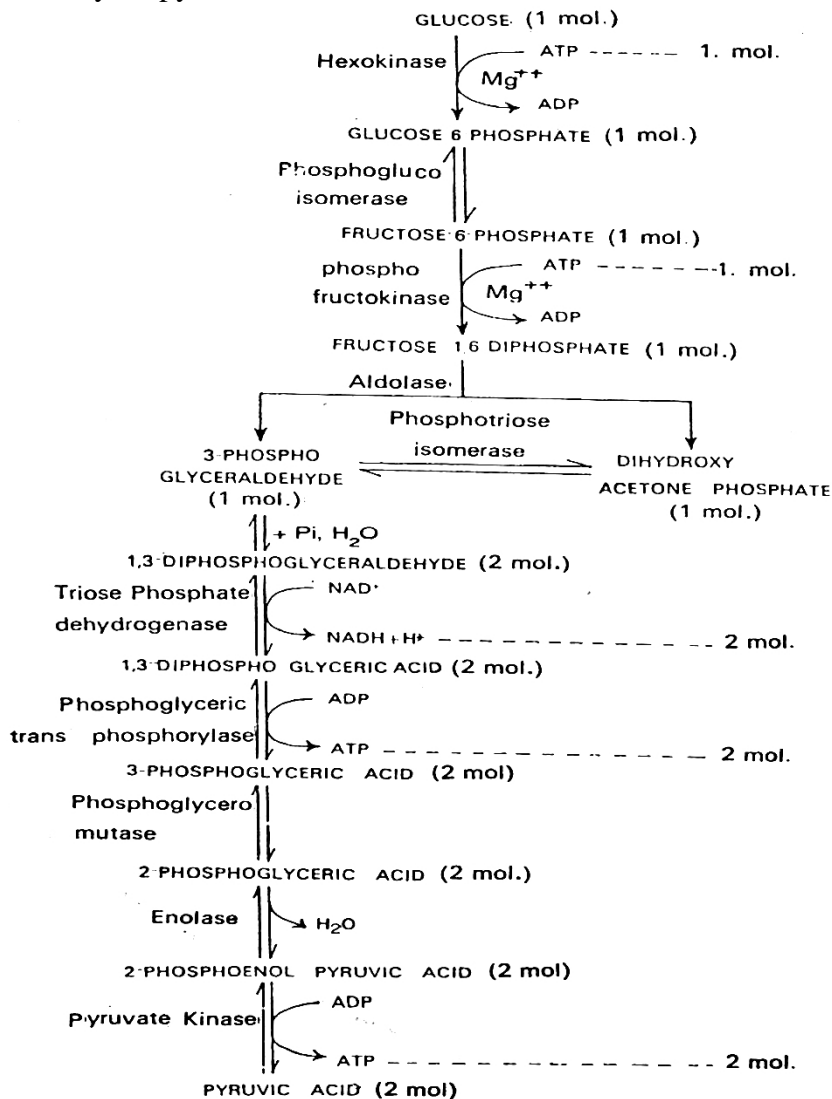 GLUCOSE (1 mol.)
Hexokinase
ATP 1. mol.
Mg++
ADP
GLUCOSE 6 PHOSPHATE (1 mol.)
Phosphogluco
isomerase
FRUCTOSE-6-PHOSPHATE (1 mol.)
phospho
fructokinase
ATP 1. mol.
Mg++
ADP
FRUCTOSE 1,6 DIPHOSPHATE (1 mol.)
Aldolase
Phosphotriose
isomerase
3-PHOSPHO
GLYCERALDEHYDE
(1 mol.)
DIHYDROXY
ACETONE PHOSPHATE
(1 mol.)
+ Pi, H2O
1,3-DIPHOSPHOGLYCERALDEHYDE (2 mol.)
Triose Phosphate
dehydrogenase
NAD+
NADH + H+ 2 mol.
1,3-DIPHOSPHO GLYCERIC ACID (2 mol.)
Phosphoglyceric
trans phosphorylase
ADP
ATP 2 mol.
3-PHOSPHOGLYCERIC ACID (2 mol)
Phosphoglycero
mutase
2-PHOSPHOGLYCERIC ACID (2 mol.)
Enolase
H2O
2-PHOSPHOENOL PYRUVIC ACID (2 mol)
ADP
Pyruvate Kinase
ATP 2 mol.
PYRUVIC ACID (2 mol)